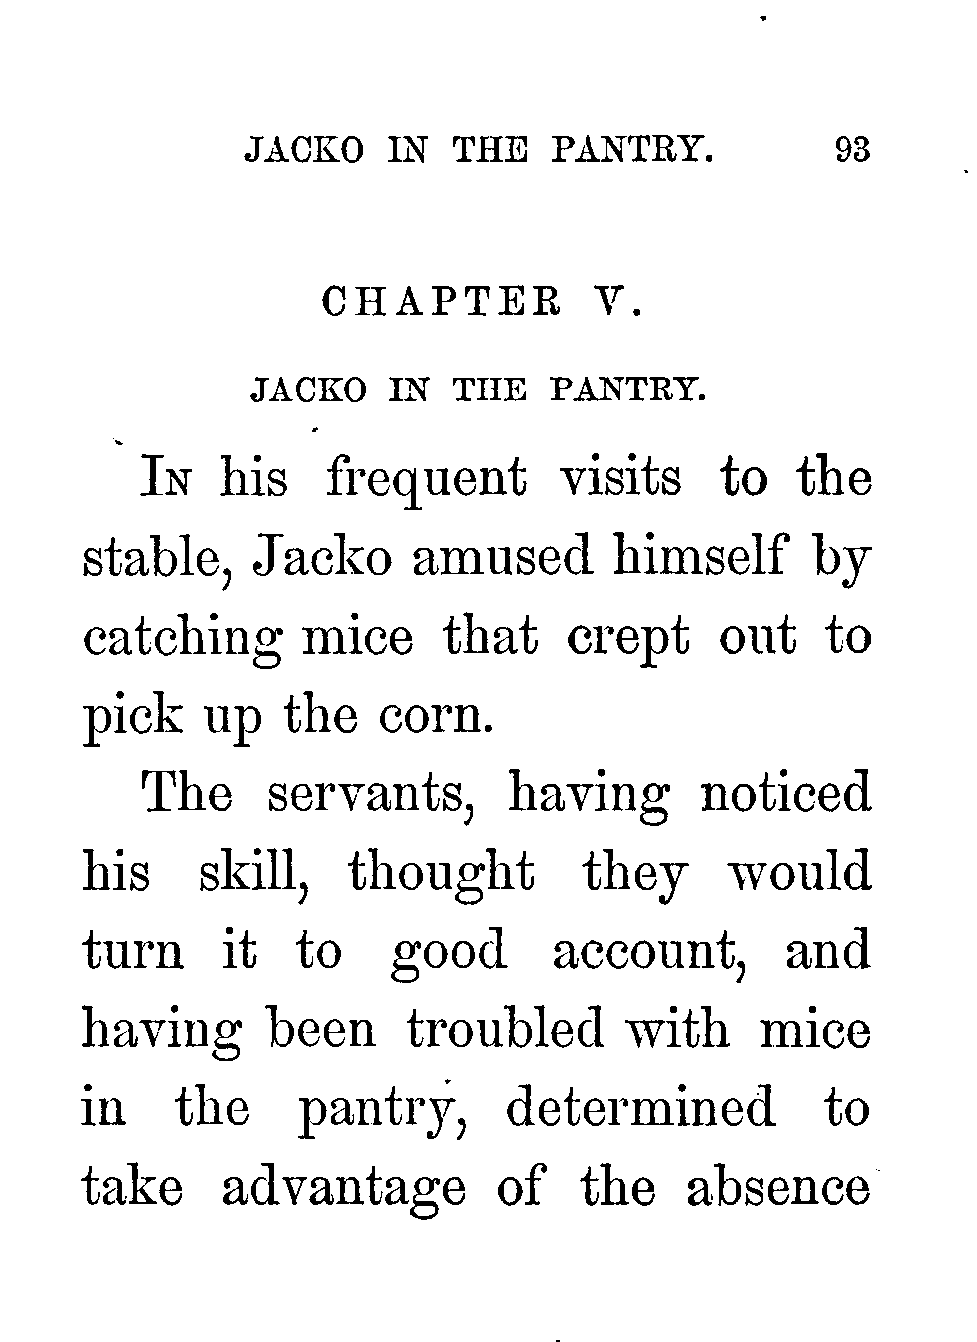 JACKO IN THE PANTRY. 93
CHAPTER V.
JACKO IN THE PANTRY.
In his frequent visits to the
stable, Jacko amused himself by
catching mice that crept out to
pick up the corn.
The servants, having noticed
his skill, thought they would
turn it to good account, and
having been troubled with mice
in the pantry, determined to
take advantage of the absence